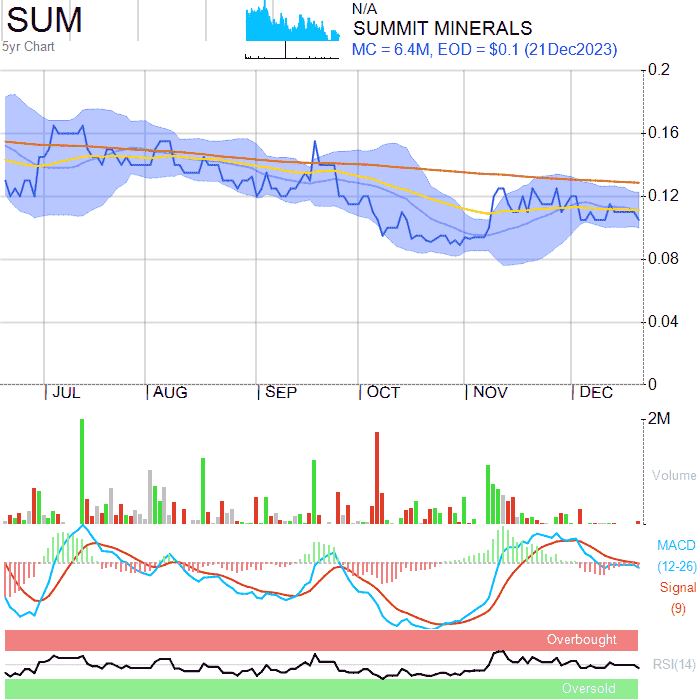 SUM
5yr Chart
N/A
SUMMIT MINERALS
MC = 6.4M, EOD = $0.1 (21Dec2023)
0.2
0.16
0.12
0.08
0.04
0
JUL AUG SEP OCT NOV DEC
2M
Volume
MACD
(12-26)
Signal
(9)
Overbought
RSI(14)
Oversold